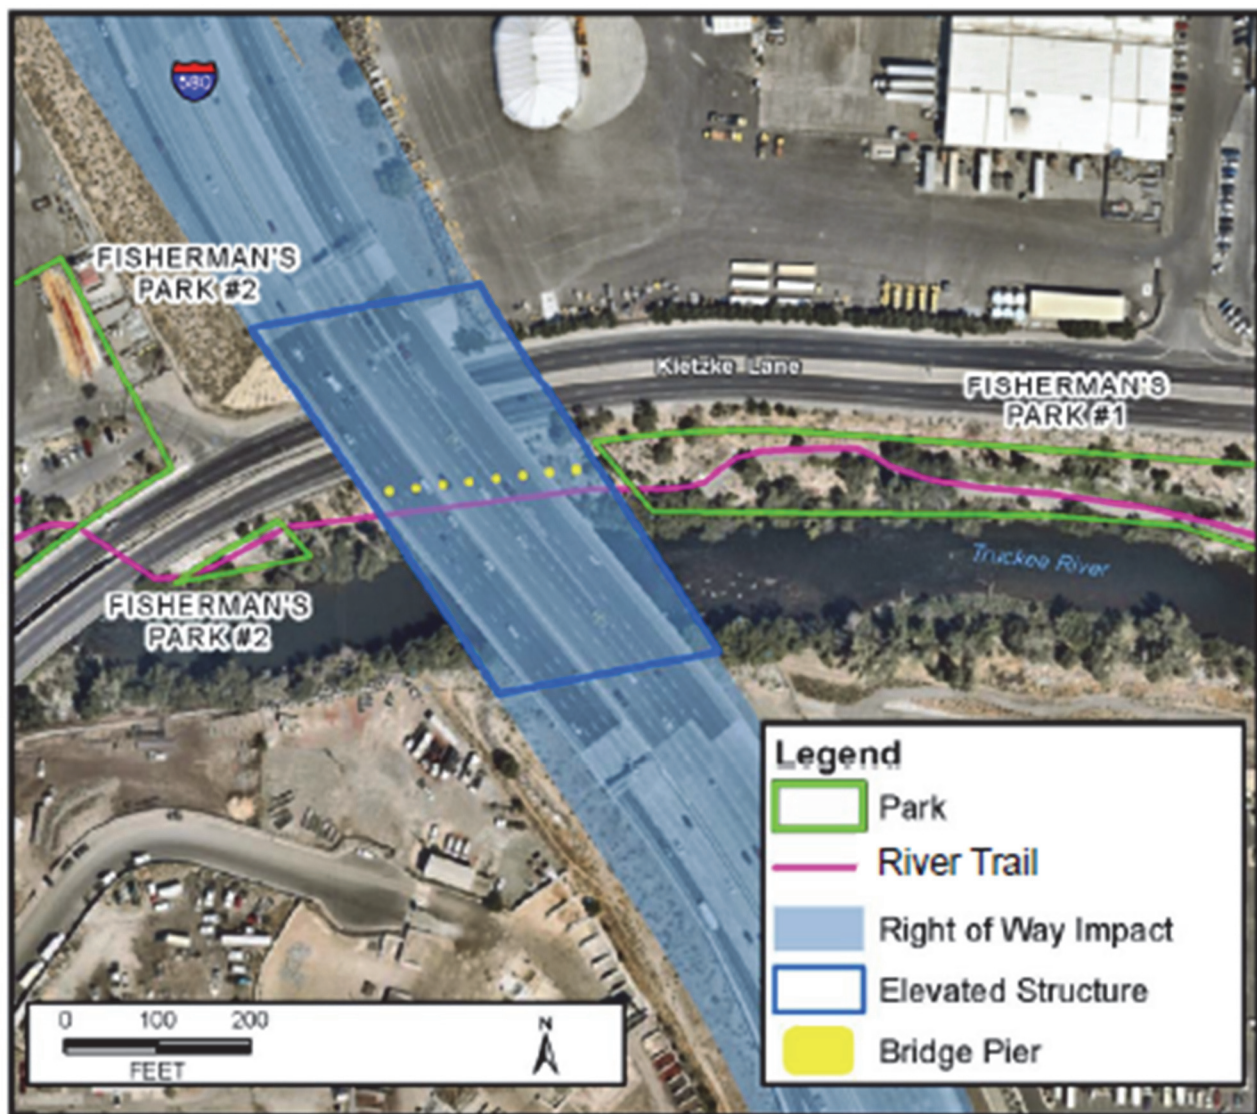 580
FISHERMAN'S
PARK #2
Kietzke Lane
FISHERMAN'S
PARK #1
Truckee River
FISHERMAN'S
PARK #2
Legend
Park
River Trail
Right of Way Impact
Elevated Structure
Bridge Pier
0 100 200
FEET
N